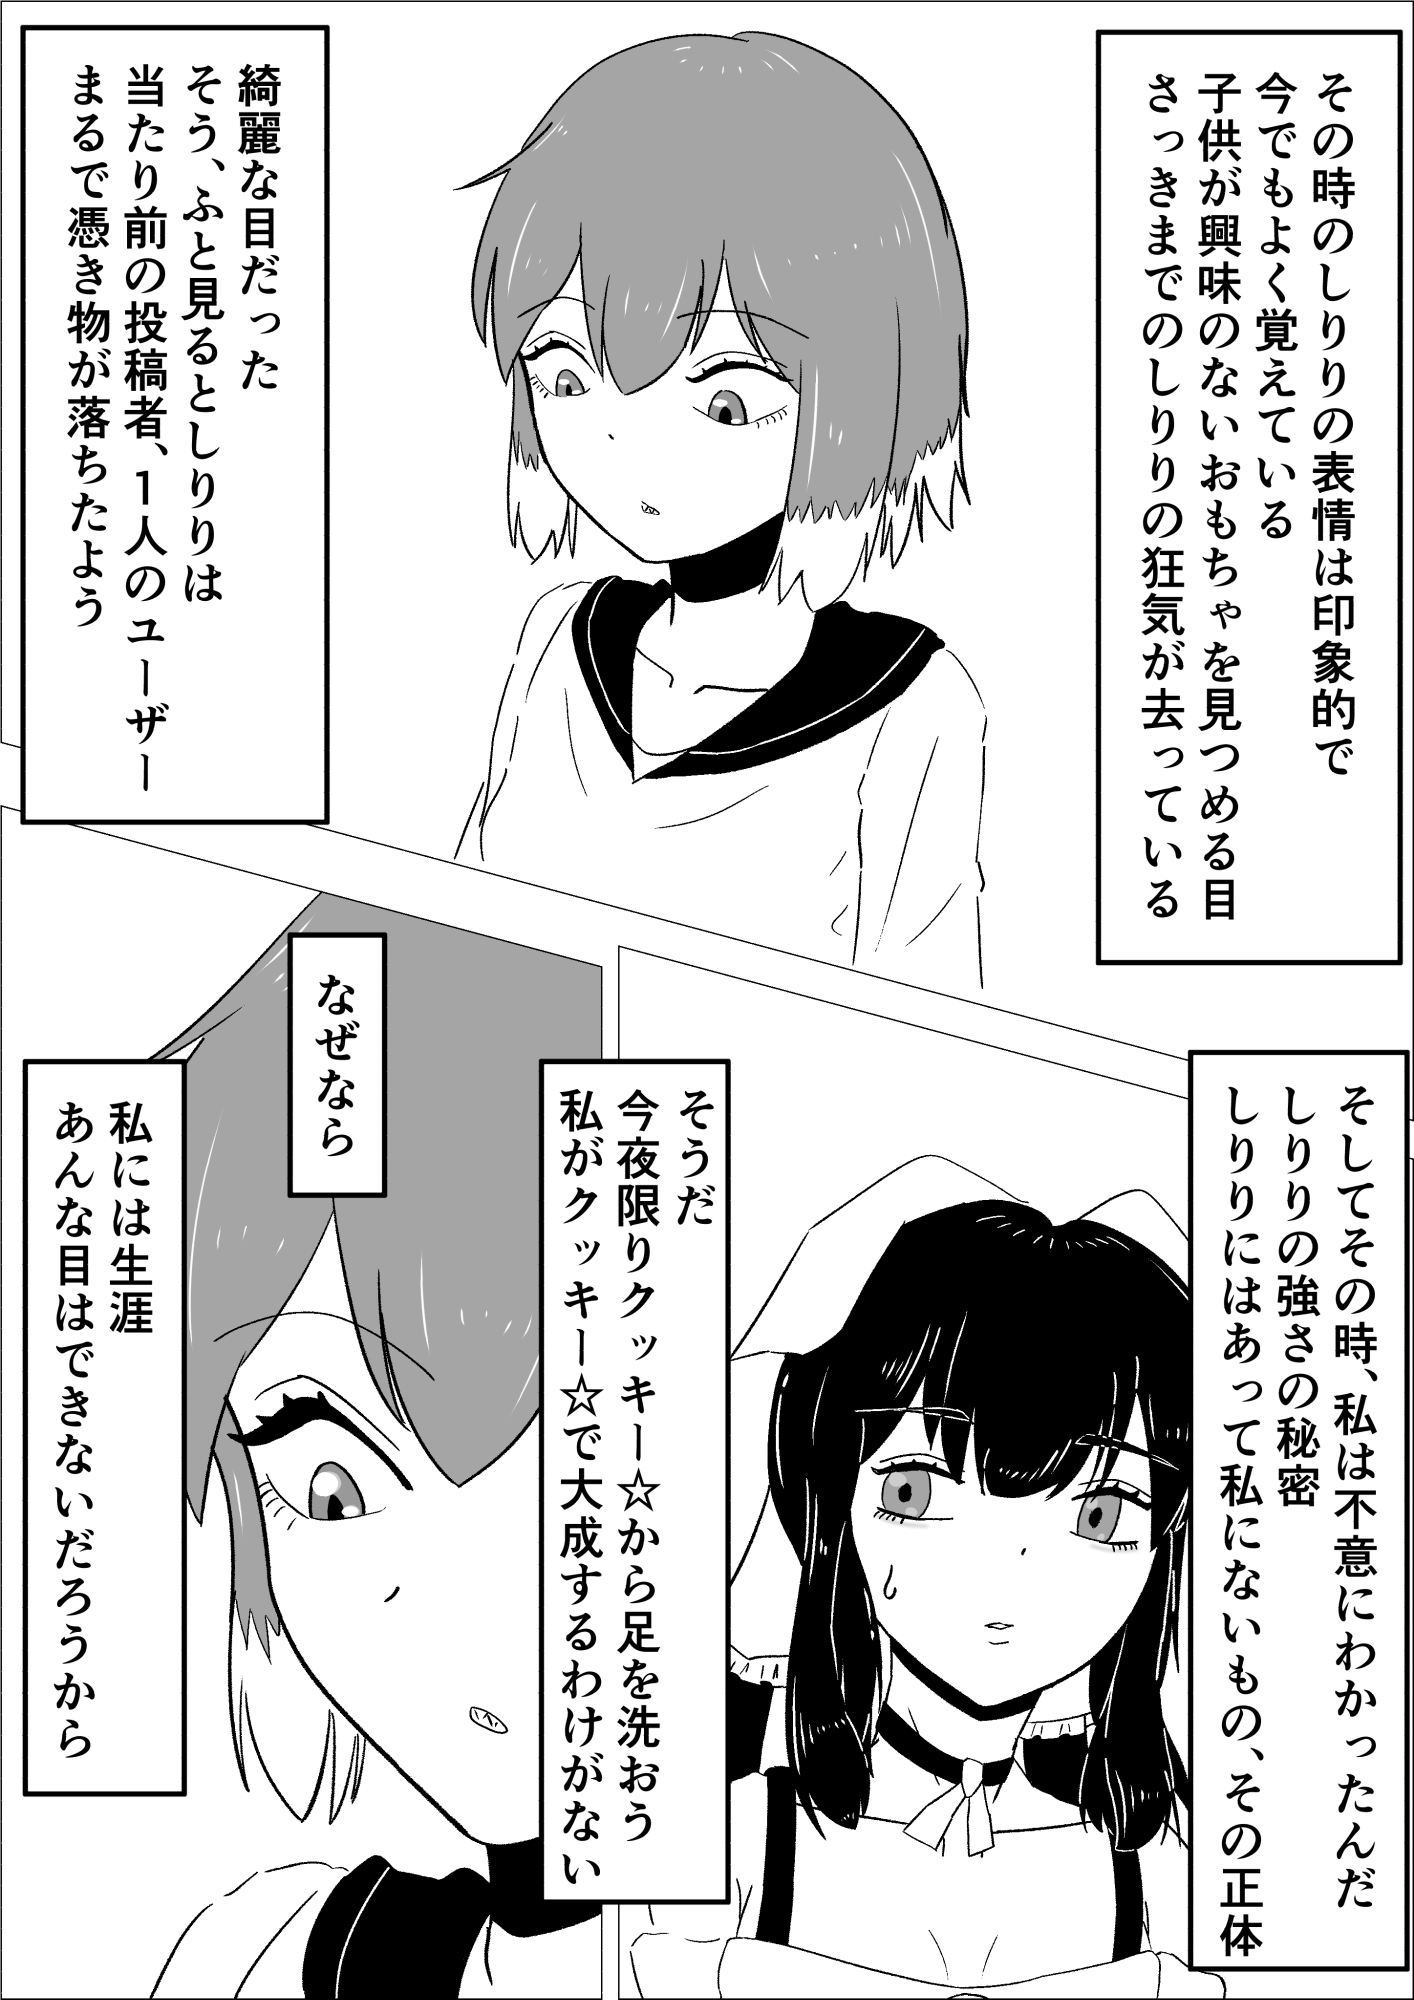 その時のしりりの表情は印象的で
今でもよく覚えている
子供が興味のないおもちゃを見つめる目
さっきまでのしりりの狂気が去っている
綺麗な目だった
そう、ふと見るとしりりは
当たり前の投稿者、1人のユーザー
まるで憑き物が落ちたよう
そしてその時、私は不意にわかったんだ
しりりの強さの秘密
しりりにはあって私にないもの、その正体
そうだ
今夜限りクッキー☆から足を洗おう
私がクッキー☆で大成するわけがない
なぜなら
私には生涯
あんな目はできないだろうから